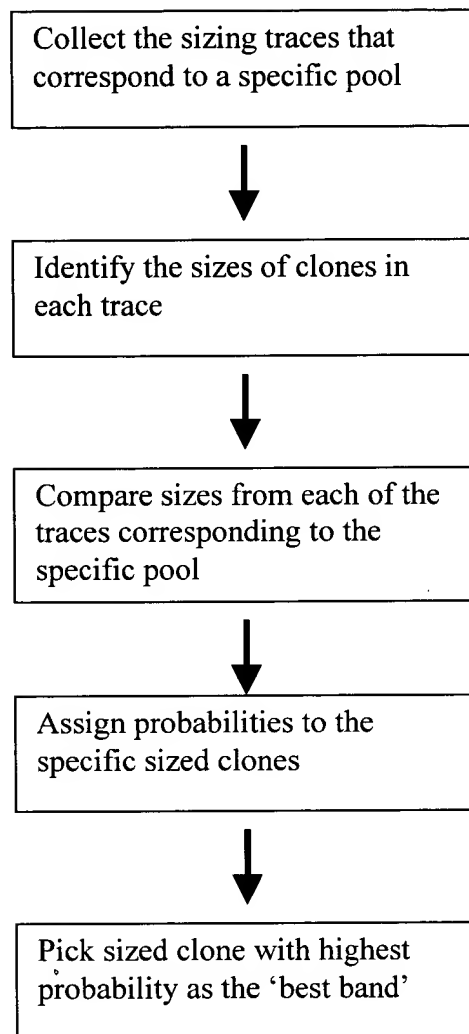 Collect the sizing traces that
correspond to a specific pool
Identify the sizes of clones in
each trace
Compare sizes from each of the
traces corresponding to the
specific pool
Assign probabilities to the
specific sized clones
Pick sized clone with highest
probability as the ‘best band’